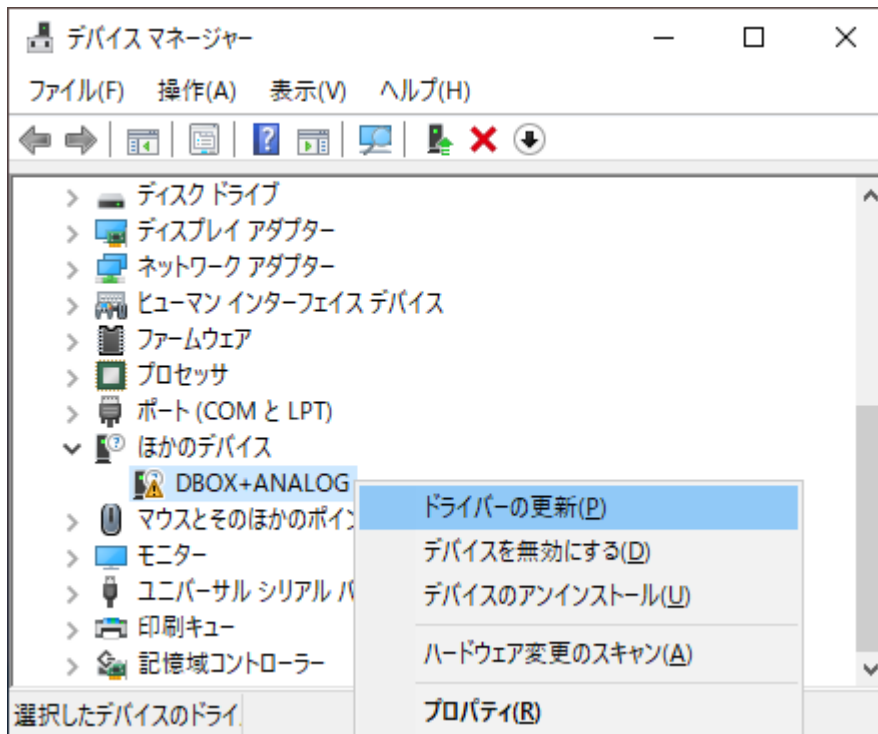 デバイス マネージャー
ファイル(F) 操作(A) 表示(V) ヘルプ(H)
ディスク ドライブ
ディスプレイ アダプター
ネットワーク アダプター
ヒューマン インターフェイス デバイス
ファームウェア
プロセッサ
ポート (COM と LPT)
ほかのデバイス
DBOX+ANALOG
マウスとそのほかのポイン
モニター
ユニバーサル シリアル バ
印刷キュー
記憶域コントローラー
ドライバーの更新(P)
デバイスを無効にする(D)
デバイスのアンインストール(U)
ハードウェア変更のスキャン(A)
プロパティ(R)
選択したデバイスのドライ